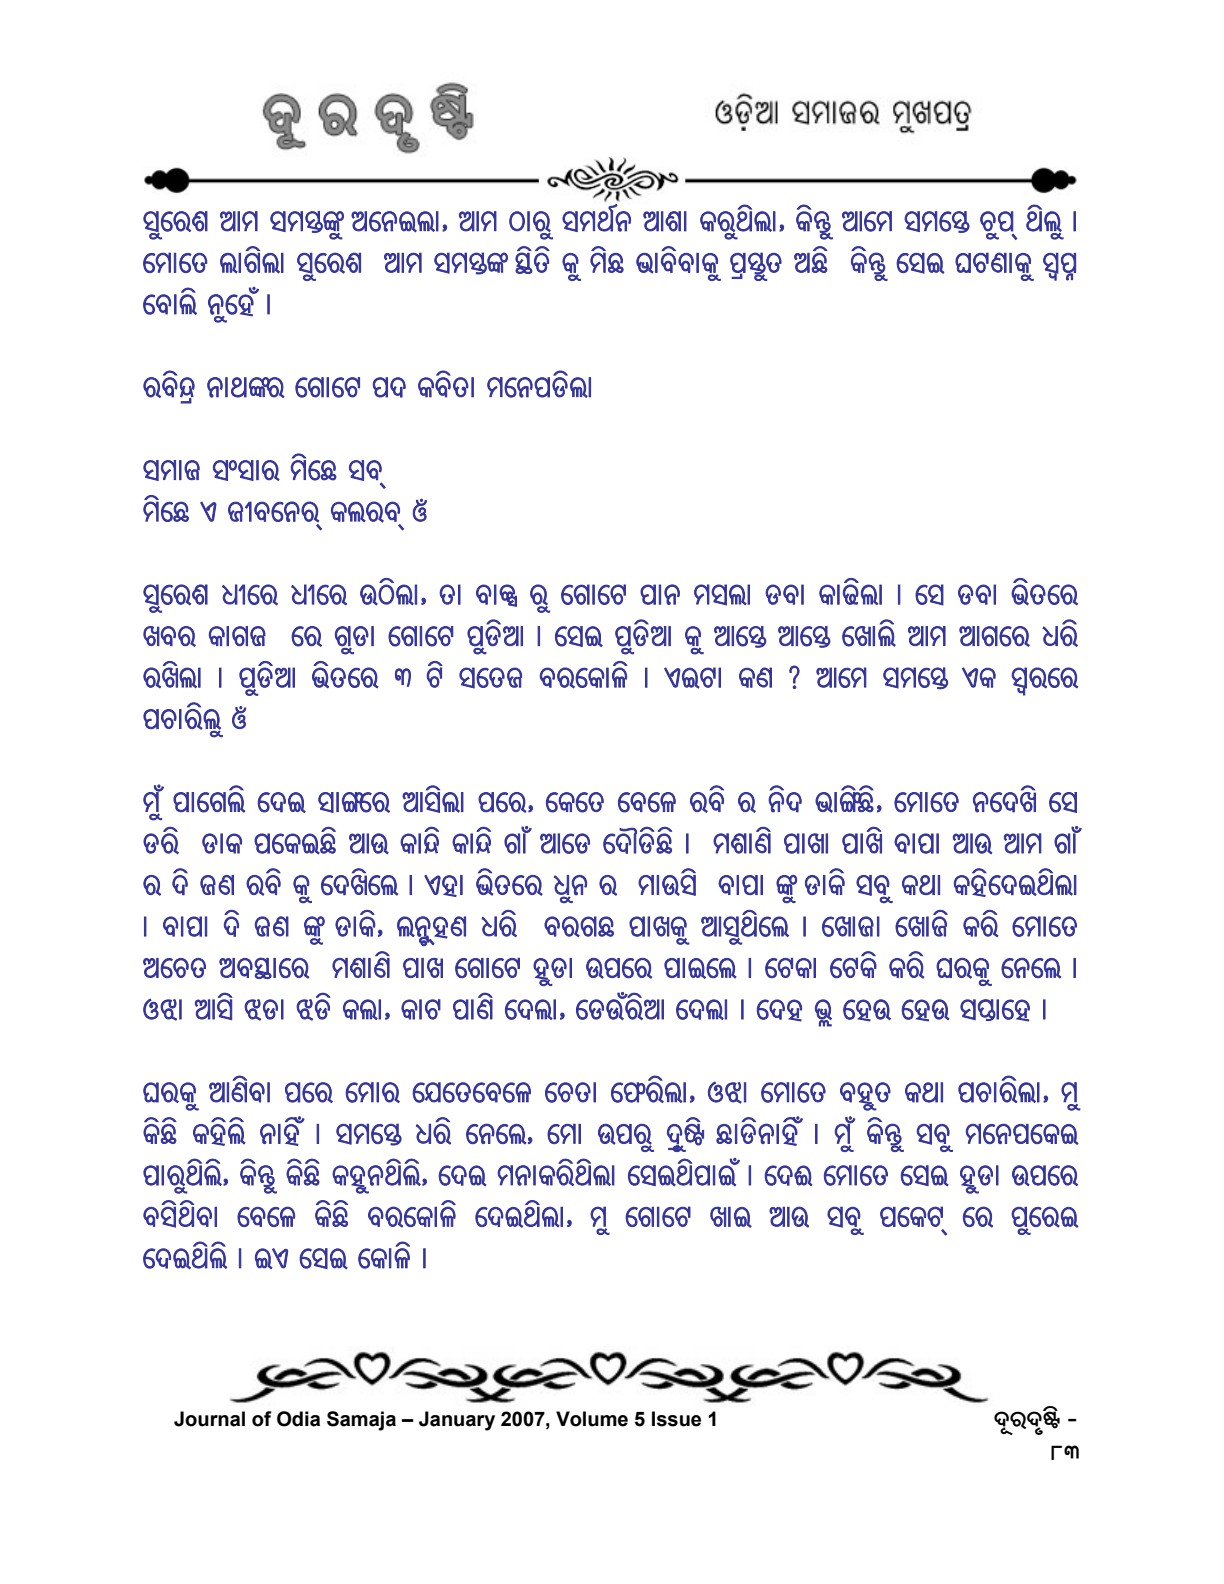 ଦୂରଦୃଷ୍ଟି
ଓଡ଼ିଆ ସମାଜର ମୁଖପତ୍ର
ସୁରେଶ ଆମ ସମସ୍ତଙ୍କୁ ଅନେଇଲା, ଆମ ଠାରୁ ସମର୍ଥନ ଆଶା କରୁଥିଲା, କିନ୍ତୁ ଆମେ ସମସ୍ତେ ଚୁପ୍ ଥିଲୁ ।
ମୋତେ ଲାଗିଲା ସୁରେଶ ଆମ ସମସ୍ତଙ୍କ ସ୍ଥିତି କୁ ମିଛ ଭାବିବାକୁ ପ୍ରସ୍ତୁତ ଅଛି କିନ୍ତୁ ସେଇ ଘଟଣାକୁ ସ୍ୱପ୍ନ
ବୋଲି ନୁହେଁ ।
ରବିନ୍ଦ୍ର ନାଥଙ୍କର ଗୋଟେ ପଦ କବିତା ମନେପଡିଲା
ସମାଜ ସଂସାର ମିଛେ ସବ୍
ମିଛେ ଏ ଜୀବନେର୍ କଲରବ୍ ଓଁ
ସୁରେଶ ଧୀରେ ଧୀରେ ଉଠିଲା, ତା ବାକ୍ସ ରୁ ଗୋଟେ ପାନ ମସଲା ଡବା କାଢିଲା । ସେ ଡବା ଭିତରେ
ଖବର କାଗଜ ରେ ଗୁଡା ଗୋଟେ ପୁଡିଆ । ସେଇ ପୁଡିଆ କୁ ଆସ୍ତେ ଆସ୍ତେ ଖୋଲି ଆମ ଆଗରେ ଧରି
ରଖିଲା । ପୁଡିଆ ଭିତରେ ୩ ଟି ସତେଜ ବରକୋଳି । ଏଇଟା କଣ ? ଆମେ ସମସ୍ତେ ଏକ ସ୍ୱରରେ
ପଚାରିଲୁ ଓଁ
ମୁଁ ପାଗେଲି ଦେଇ ସାଙ୍ଗରେ ଆସିଲା ପରେ, କେତେ ବେଳେ ରବି ର ନିଦ ଭାଙ୍ଗିଛି, ମୋତେ ନଦେଖି ସେ
ଡରି ଡାକ ପକେଇଛି ଆଉ କାନ୍ଦି କାନ୍ଦି ଗାଁ ଆଡେ ଦୌଡିଛି । ମଶାଣି ପାଖା ପାଖି ବାପା ଆଉ ଆମ ଗାଁ
ର ଦି ଜଣ ରବି କୁ ଦେଖିଲେ । ଏହା ଭିତରେ ଧୁନ ର ମାଉସି ବାପା ଙ୍କୁ ଡାକି ସବୁ କଥା କହିଦେଇଥିଲା
। ବାପା ଦି ଜଣ ଙ୍କୁ ଡାକି, ଲନ୍ଠହଣ ଧରି ବରଗଛ ପାଖକୁ ଆସୁଥିଲେ । ଖୋଜା ଖୋଜି କରି ମୋତେ
ଅଚେତ ଅବସ୍ଥାରେ ମଶାଣି ପାଖ ଗୋଟେ ହୁଡା ଉପରେ ପାଇଲେ । ଟେକା ଟେକି କରି ଘରକୁ ନେଲେ ।
ଓଝା ଆସି ଝଡା ଝଡି କଲା, କାଟ ପାଣି ଦେଲା, ଡେଉଁରିଆ ଦେଲା । ଦେହ ଭ୍ଲ ହେଉ ହେଉ ସପ୍ତାହେ ।
ଘରକୁ ଆଣିବା ପରେ ମୋର ଯେତେବେଳେ ଚେତା ଫେରିଲା, ଓଝା ମୋତେ ବହୁତ କଥା ପଚାରିଲା, ମୁ
କିଛି କହିଲି ନାହିଁ । ସମସ୍ତେ ଧରି ନେଲେ, ମୋ ଉପରୁ ଦୁ୍ରଷ୍ଟି ଛାଡିନାହିଁ । ମୁଁ କିନ୍ତୁ ସବୁ ମନେପକେଇ
ପାରୁଥିଲି, କିନ୍ତୁ କିଛି କହୁନଥିଲି, ଦେଇ ମନାକରିଥିଲା ସେଇଥିପାଇଁ । ଦେଈ ମୋତେ ସେଇ ହୁଡା ଉପରେ
ବସିଥିବା ବେଳେ କିଛି ବରକୋଳି ଦେଇଥିଲା, ମୁ ଗୋଟେ ଖାଇ ଆଉ ସବୁ ପକେଟ୍ ରେ ପୁରେଇ
ଦେଇଥିଲି । ଇଏ ସେଇ କୋଳି ।
Journal of Odia Samaja – January 2007, Volume 5 Issue 1
ଦୂରଦୃଷ୍ଟି -
୮୩